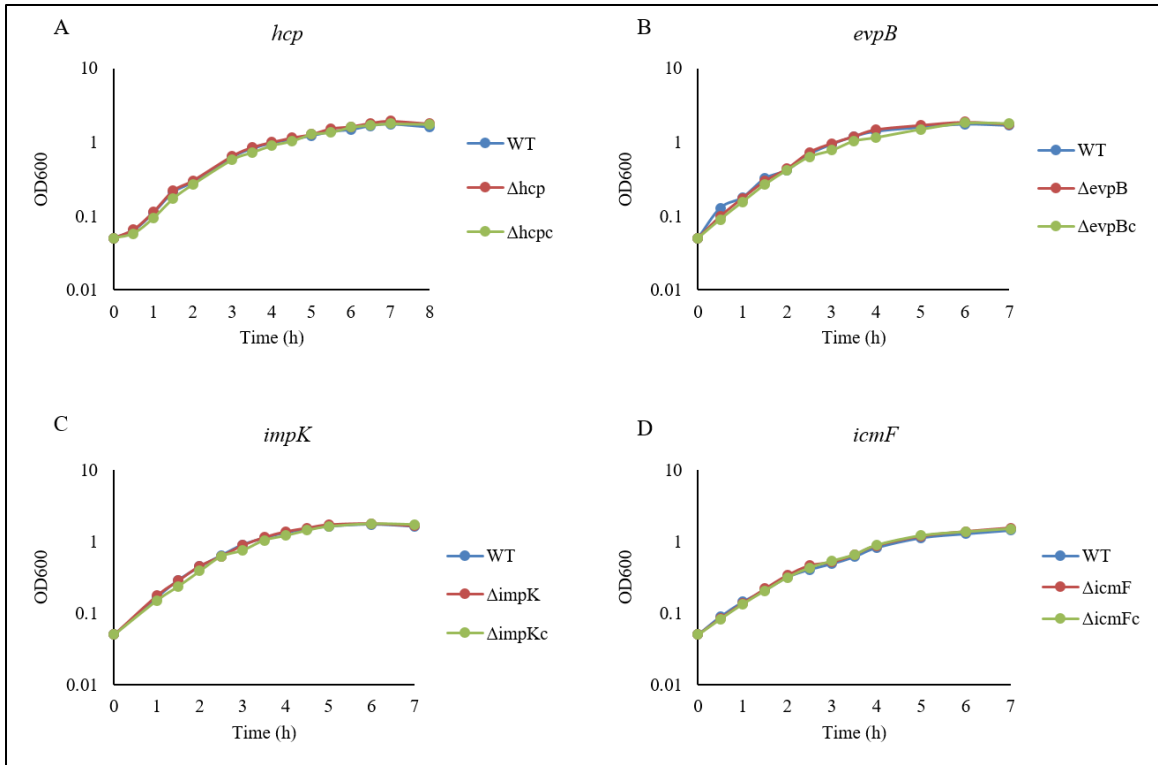 A
hcp
10
1
0.1
0.01
OD600
0 1 2 3 4 5 6 7 8
Time (h)
WT
Δhcp
Δhcpc
B
evpB
10
1
0.1
0.01
OD600
0 1 2 3 4 5 6 7
Time (h)
WT
ΔevpB
ΔevpBc
C
impK
10
1
0.1
0.01
OD600
0 1 2 3 4 5 6 7
Time (h)
WT
ΔimpK
ΔimpKc
D
icmF
10
1
0.1
0.01
OD600
0 1 2 3 4 5 6 7
Time (h)
WT
ΔicmF
ΔicmFc